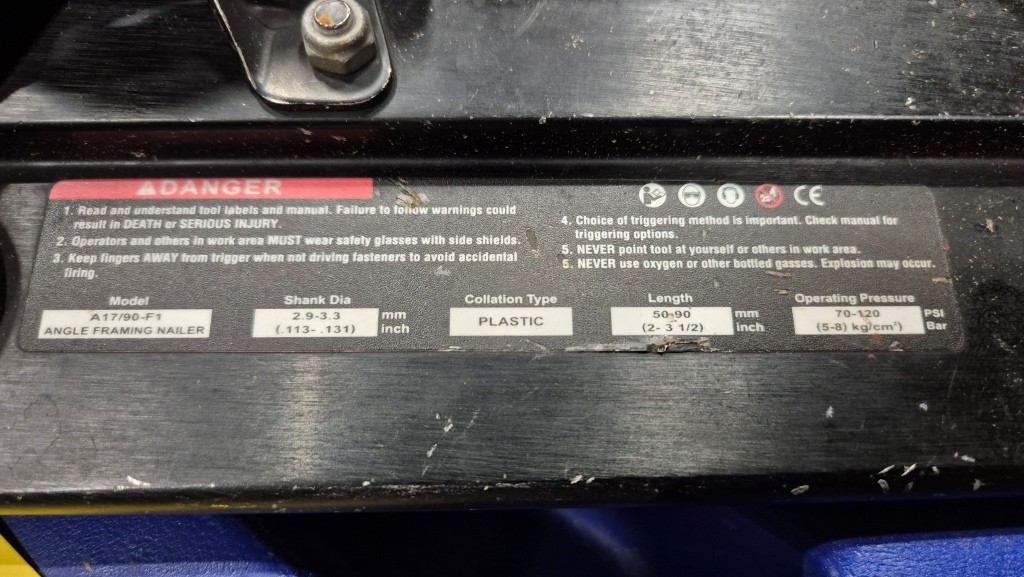 DANGER
1. Read and understand tool labels and manual. Failure to follow warnings could
result in DEATH or SERIOUS INJURY.
2. Operators and others in work area MUST wear safety glasses with side shields.
3. Keep fingers AWAY from trigger when not driving fasteners to avoid accidental
firing.
CE
4. Choice of triggering method is important. Check manual for
triggering options.
5. NEVER point tool at yourself or others in work area.
5. NEVER use oxygen or other bottled gasses. Explosion may occur.
Model
A17/90-F1
ANGLE FRAMING NAILER
Shank Dia
2.9-3.3 mm
(.113- .131) inch
Collation Type
PLASTIC
Length
50-90 mm
(2- 3 1/2) inch
Operating Pressure
70-120 PSI
(5-8) kg/cm²) Bar